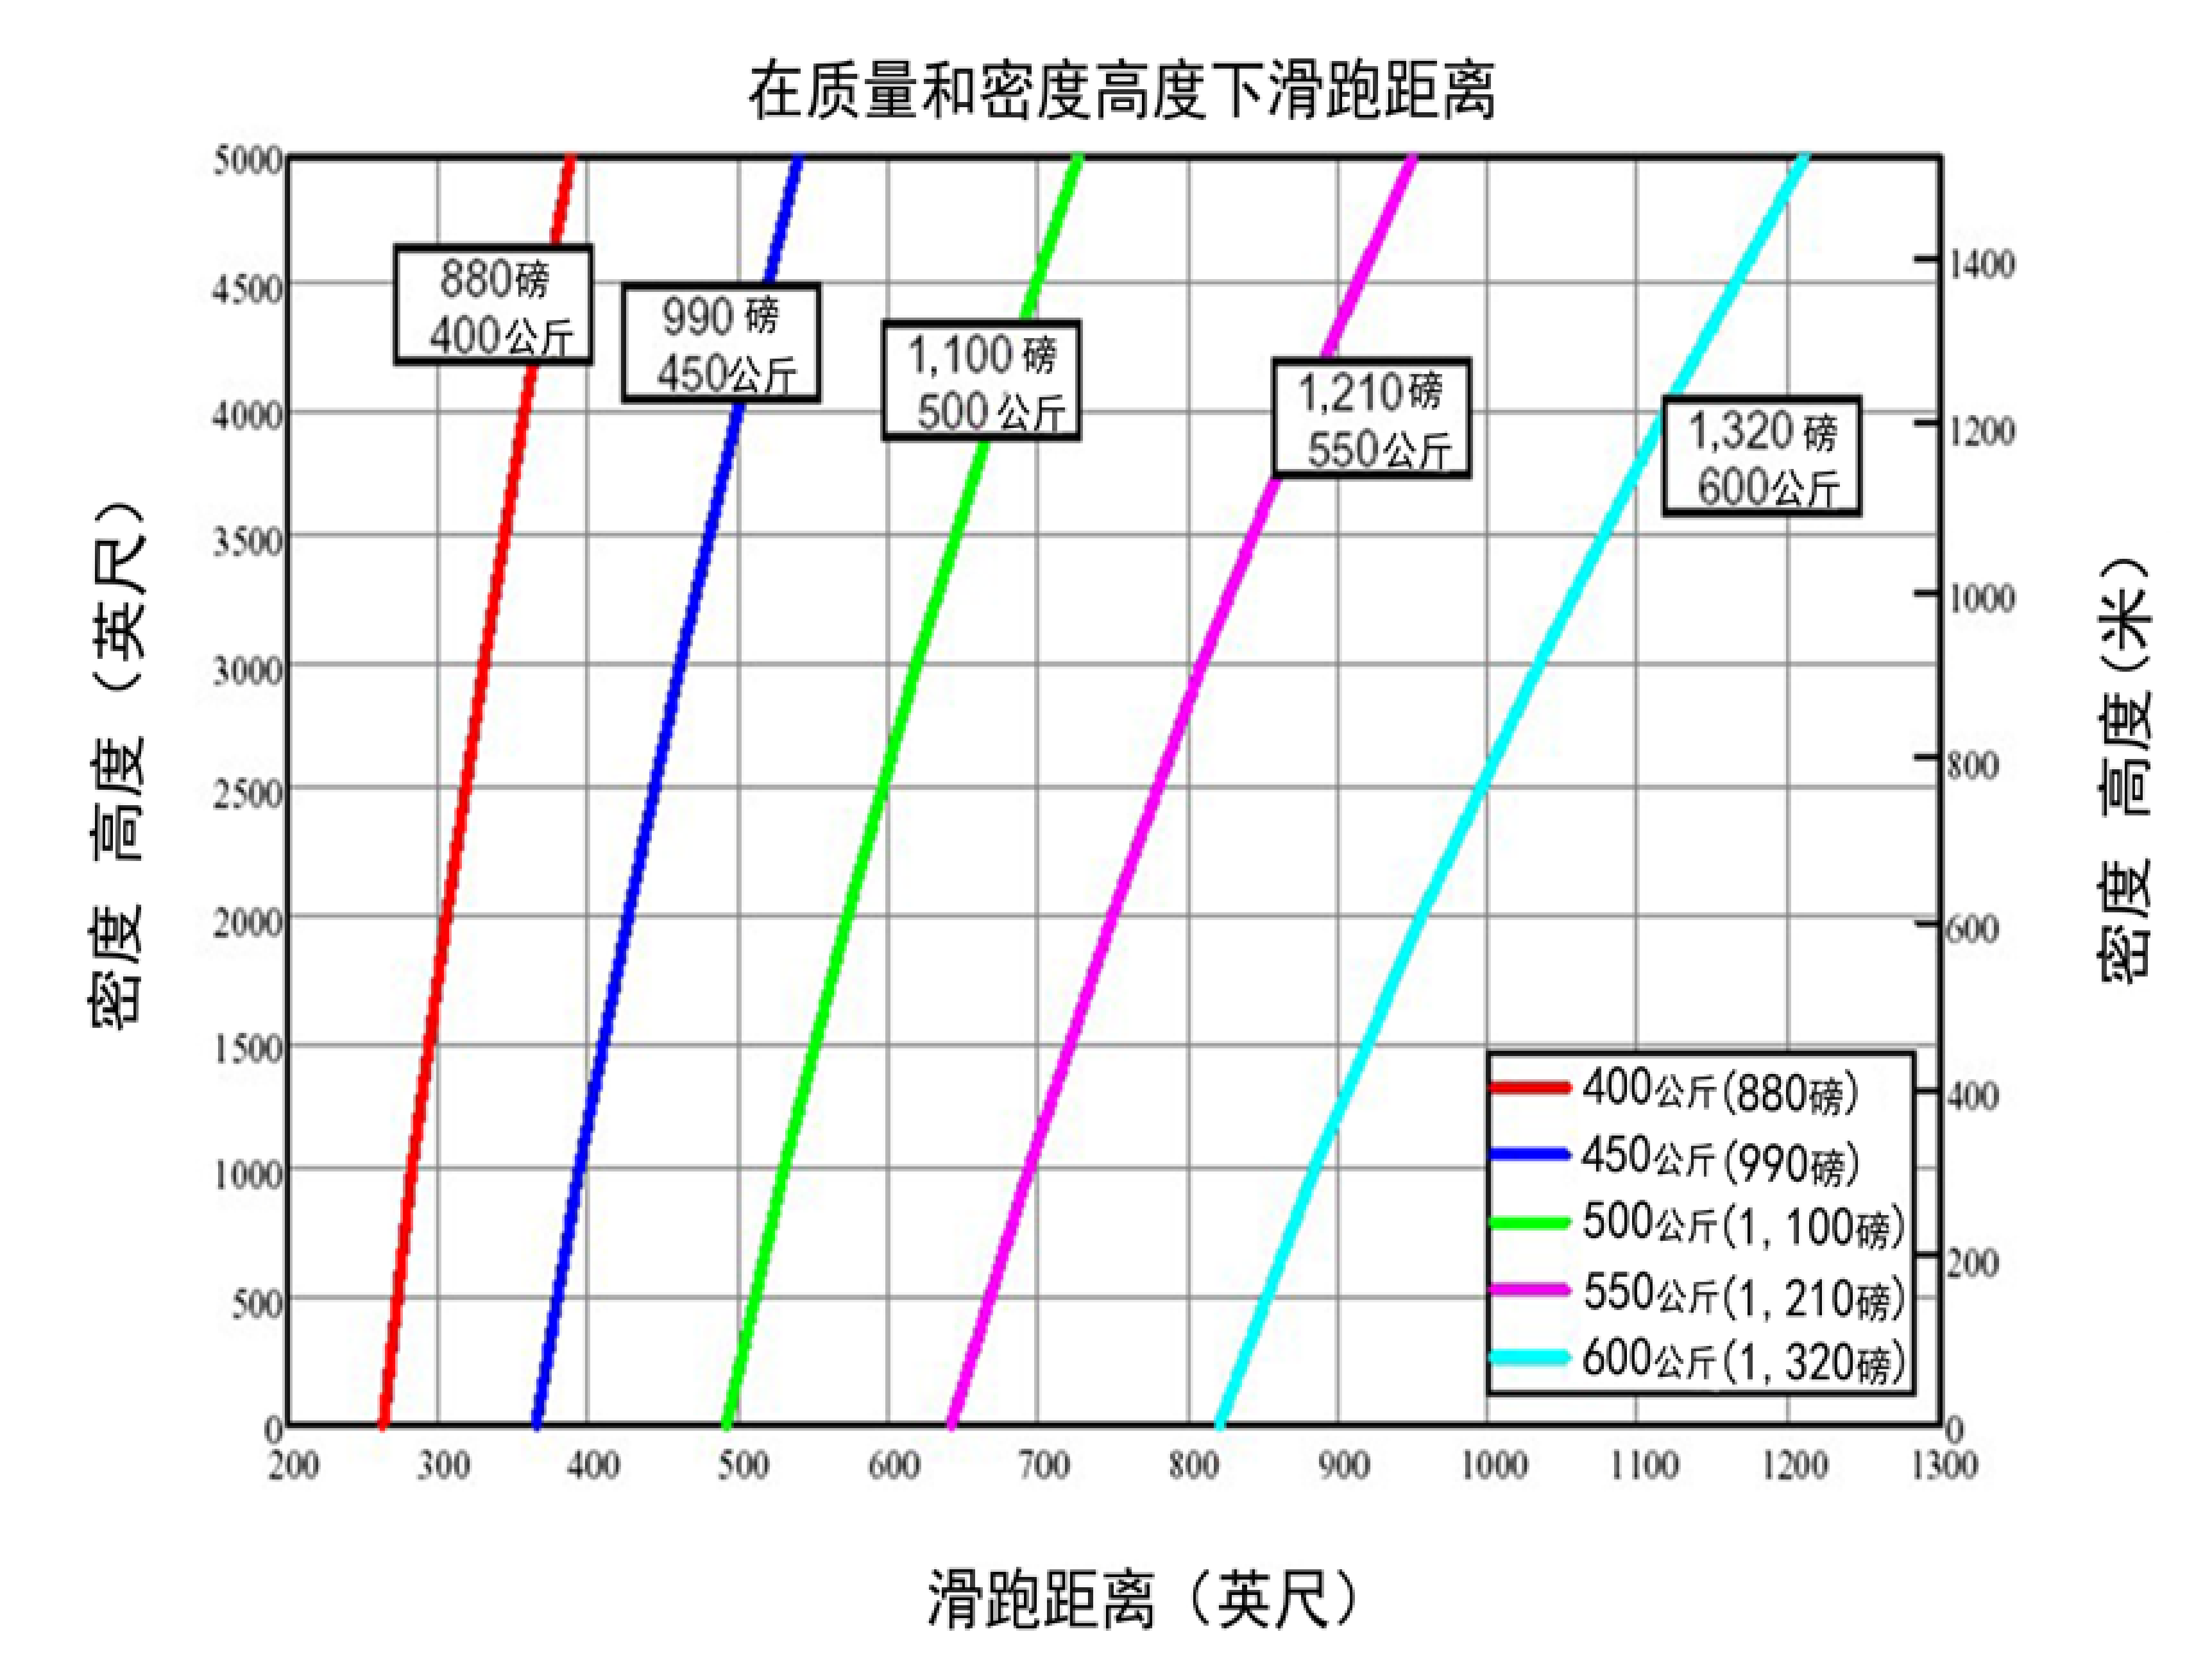 在质量和密度高度下滑跑距离
密度 高度（英尺）
5000
4500
4000
3500
3000
2500
2000
1500
1000
500
0
880磅
400公斤
990 磅
450公斤
1,100 磅
500 公斤
1,210磅
550公斤
1,320 磅
600公斤
400公斤(880磅)
450公斤(990磅)
500公斤(1, 100磅)
550公斤(1, 210磅)
600公斤(1, 320磅)
1400
1200
1000
800
600
400
200
0
密度 高度(米)
200 300 400 500 600 700 800 900 1000 1100 1200 1300
滑跑距离（英尺）